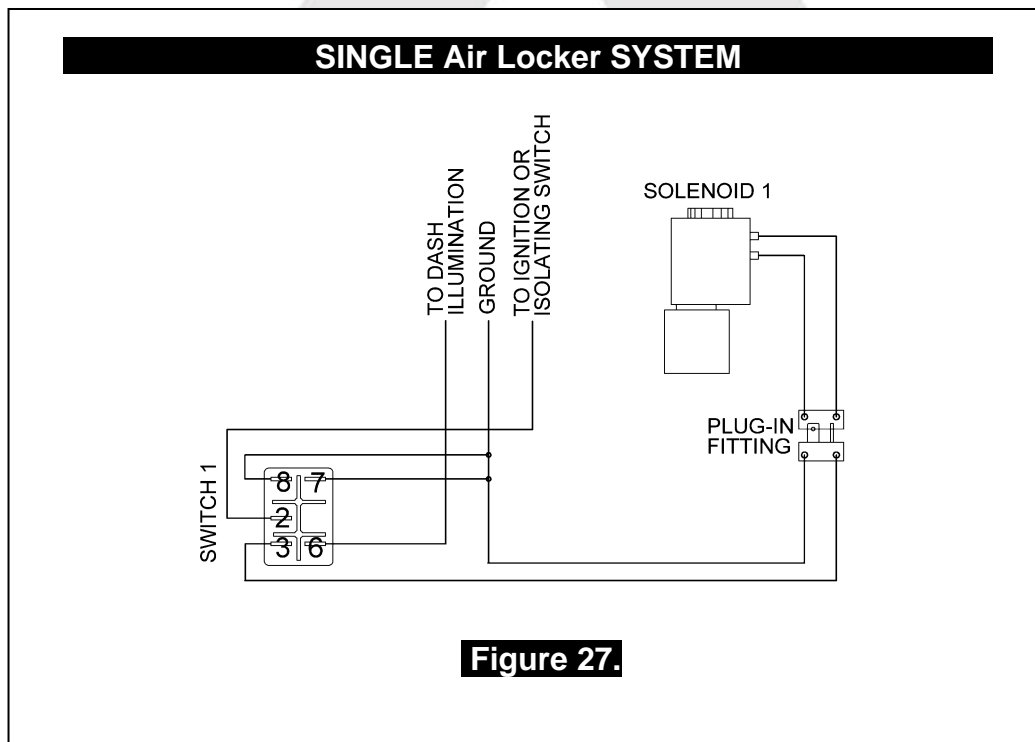 SINGLE Air Locker SYSTEM
TO DASH
ILLUMINATION
GROUND
TO IGNITION OR
ISOLATING SWITCH
SOLENOID 1
PLUG-IN
FITTING
SWITCH 1
8 7
2
3 6
Figure 27.